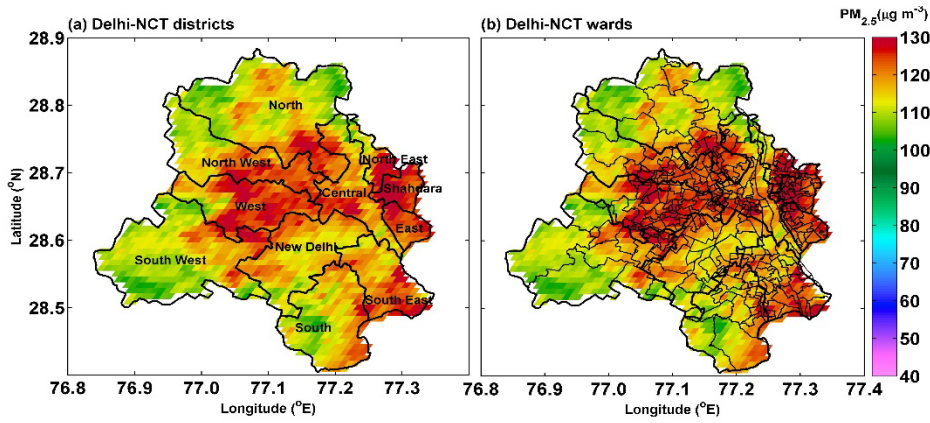 (a) Delhi-NCT districts
(b) Delhi-NCT wards
PM2.5(μg m-3)
28.9
28.8
28.7
28.6
28.5
Latitude (oN)
North
North West
North East
Shahdara
West
Central
East
New Delhi
South West
South East
South
76.8 76.9 77.0 77.1 77.2 77.3
Longitude (oE)
76.8 76.9 77.0 77.1 77.2 77.3 77.4
Longitude (oE)
130
120
110
100
90
80
70
60
50
40